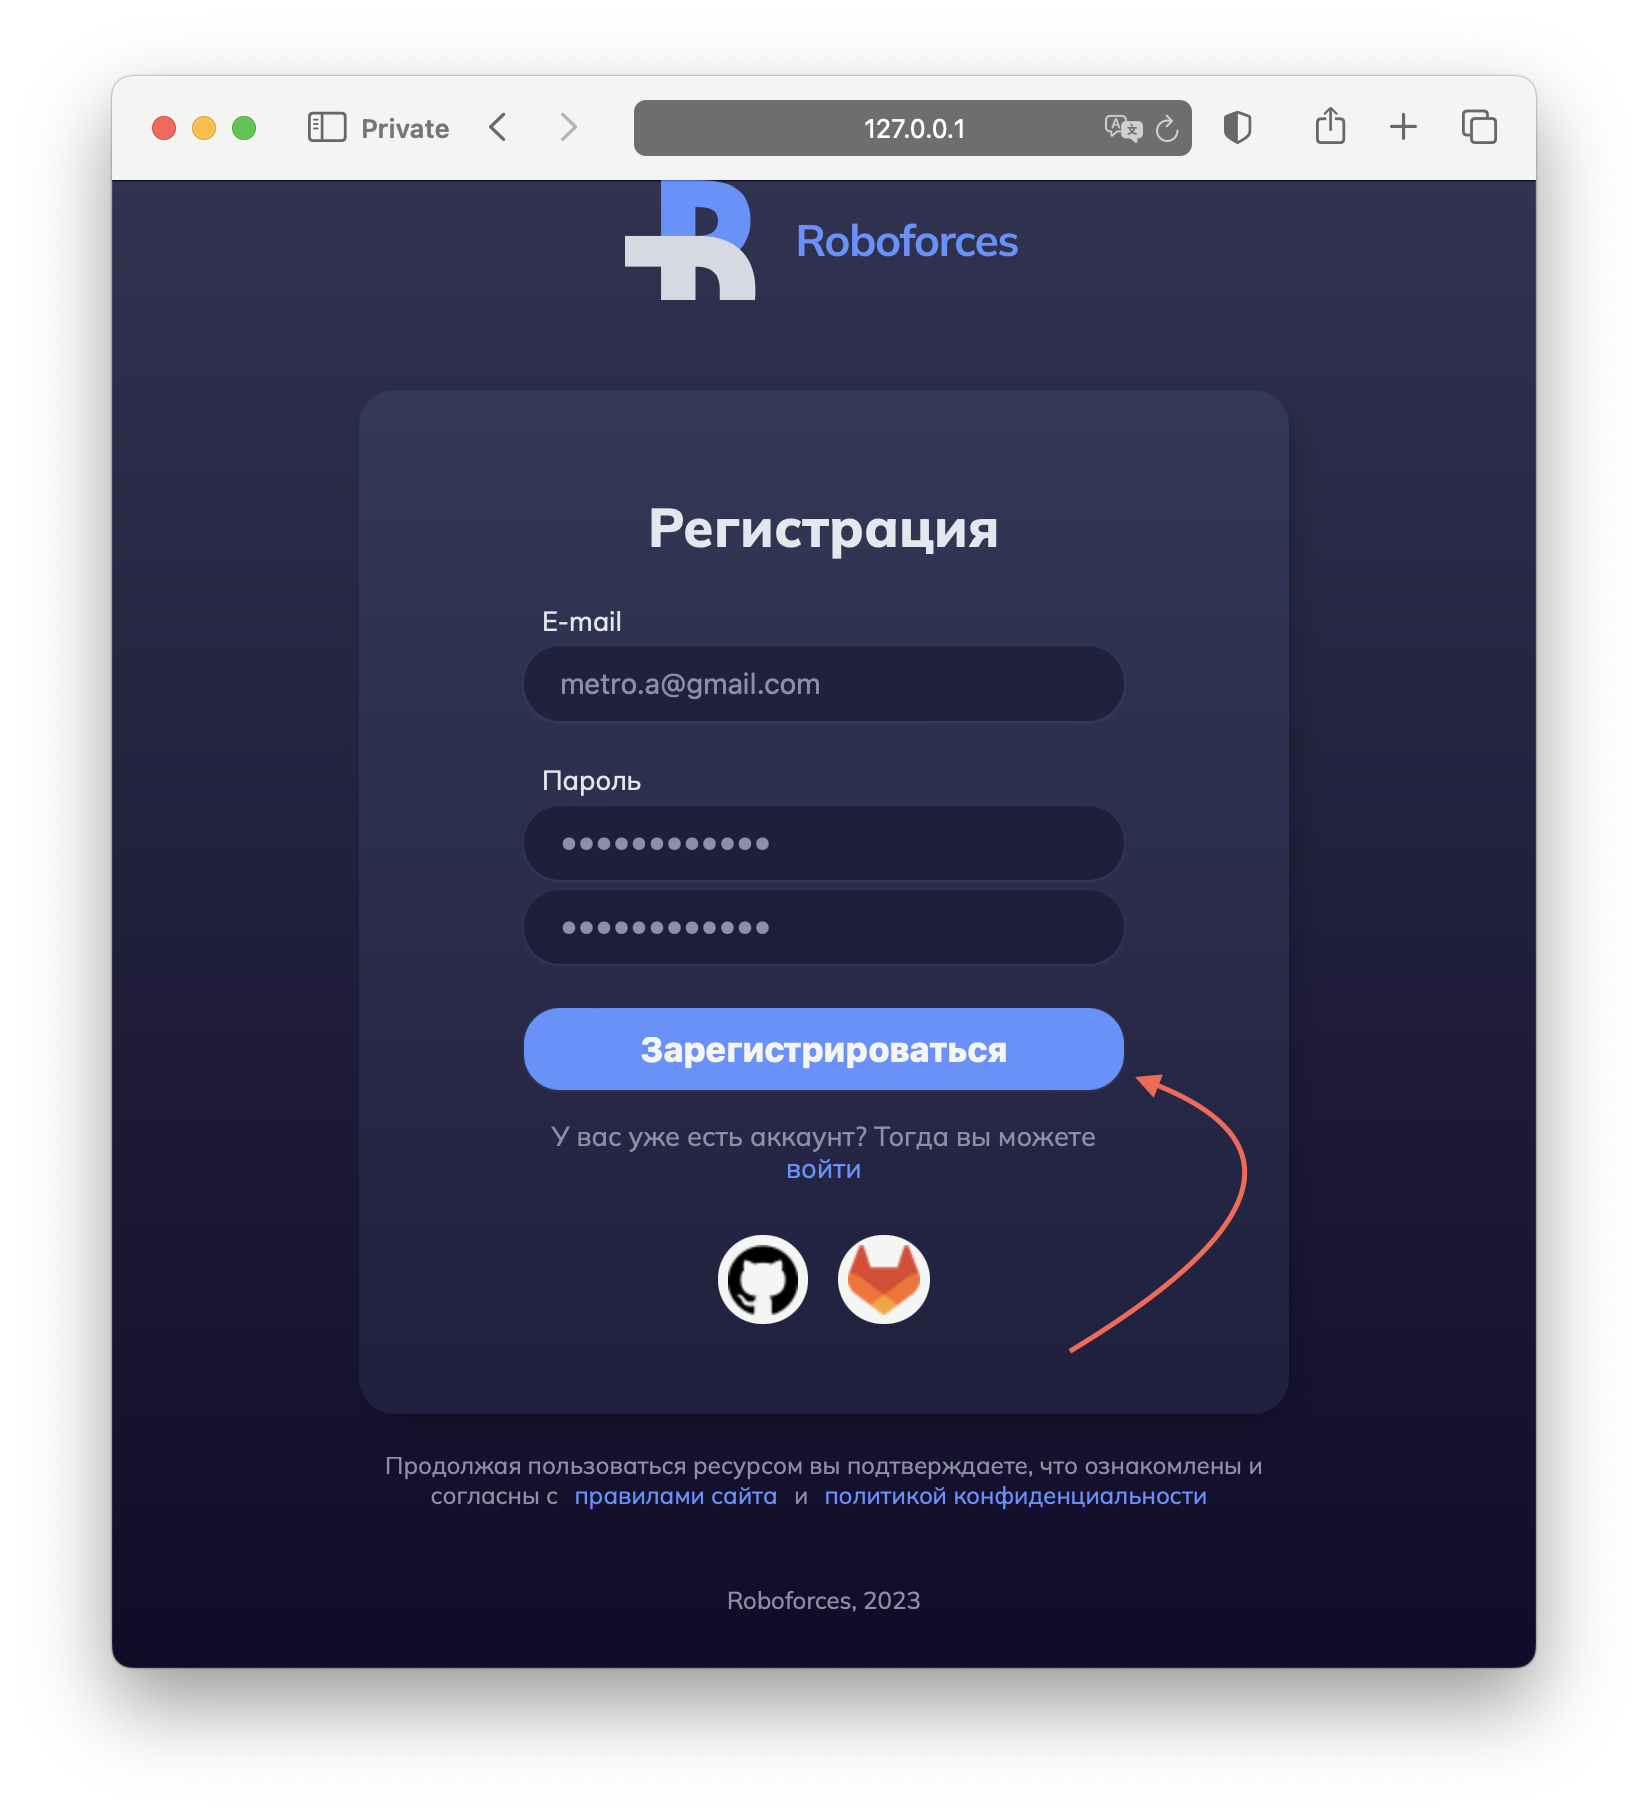 Private
127.0.0.1
Roboforces
Регистрация
E-mail
metro.a@gmail.com
Пароль
••••••••••••
••••••••••••
Зарегистрироваться
У вас уже есть аккаунт? Тогда вы можете
войти
Продолжая пользоваться ресурсом вы подтверждаете, что ознакомлены и
согласны с правилами сайта и политикой конфиденциальности
Roboforces, 2023